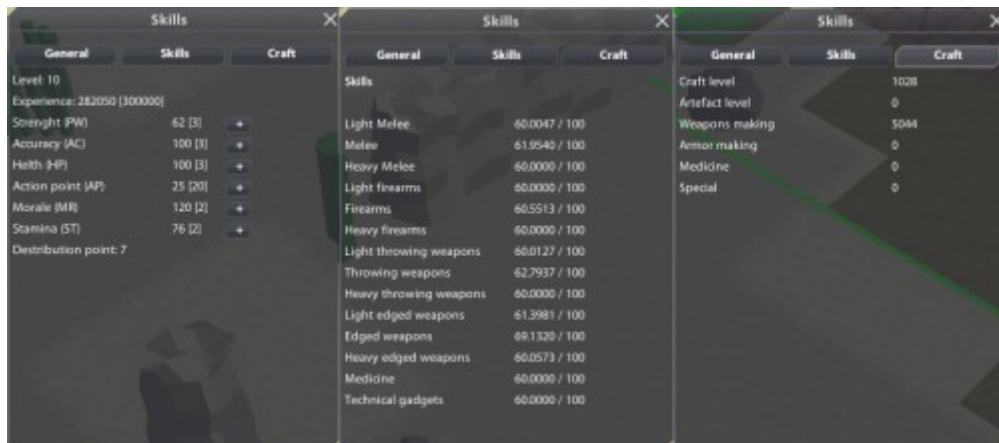 Skills
General Skills Craft
Level: 10
Experience: 282050 [300000]
Strenght (PW) 62 [3] +
Accuracy (AC) 100 [3] +
Helth (HP) 100 [3] +
Action point (AP) 25 [20] +
Morale (MR) 120 [2] +
Stamina (ST) 76 [2] +
Destribution point: 7
Skills
General Skills Craft
Skills
Light Melee 60.0047 / 100
Melee 61.9540 / 100
Heavy Melee 60.0000 / 100
Light firearms 60.0000 / 100
Firearms 60.5513 / 100
Heavy firearms 60.0000 / 100
Light throwing weapons 60.0127 / 100
Throwing weapons 62.7937 / 100
Heavy throwing weapons 60.0000 / 100
Light edged weapons 61.3981 / 100
Edged weapons 69.1320 / 100
Heavy edged weapons 60.0573 / 100
Medicine 60.0000 / 100
Technical gadgets 60.0000 / 100
Skills
General Skills Craft
Craft level 1028
Artefact level 0
Weapons making 5044
Armor making 0
Medicine 0
Special 0